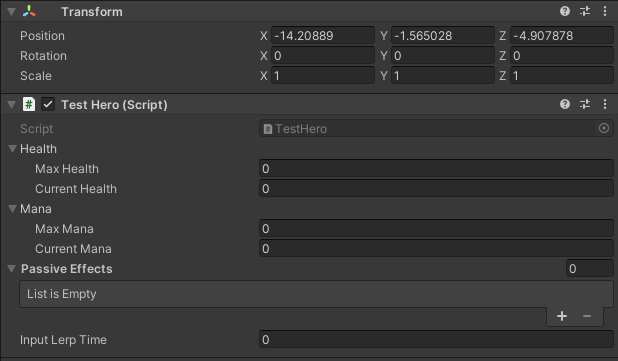 Transform
Position X -14.20889 Y -1.565028 Z -4.907878
Rotation X 0 Y 0 Z 0
Scale X 1 Y 1 Z 1
# Test Hero (Script)
Script # TestHero
Health
Max Health 0
Current Health 0
Mana
Max Mana 0
Current Mana 0
Passive Effects 0
List is Empty
+ −
Input Lerp Time 0